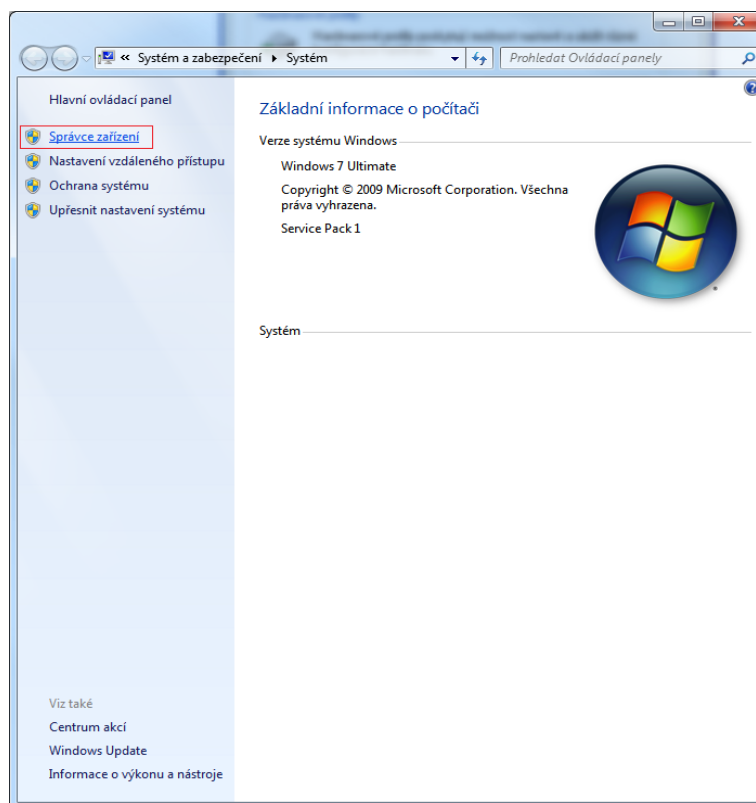 « Systém a zabezpečení ▸ Systém
Prohledat Ovládací panely
Hlavní ovládací panel
Správce zařízení
Nastavení vzdáleného přístupu
Ochrana systému
Upřesnit nastavení systému
Viz také
Centrum akcí
Windows Update
Informace o výkonu a nástroje
Základní informace o počítači
Verze systému Windows
Windows 7 Ultimate
Copyright © 2009 Microsoft Corporation. Všechna
práva vyhrazena.
Service Pack 1
Systém